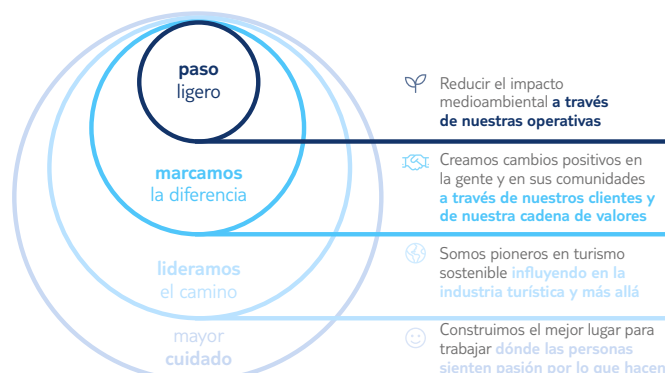 paso
ligero
Reducir el impacto
medioambiental a través
de nuestras operativas
marcamos
la diferencia
Creamos cambios positivos en
la gente y en sus comunidades
a través de nuestros clientes y
de nuestra cadena de valores
lideramos
el camino
Somos pioneros en turismo
sostenible influyendo en la
industria turística y más allá
mayor
cuidado
Construimos el mejor lugar para
trabajar dónde las personas
sienten pasión por lo que hacen